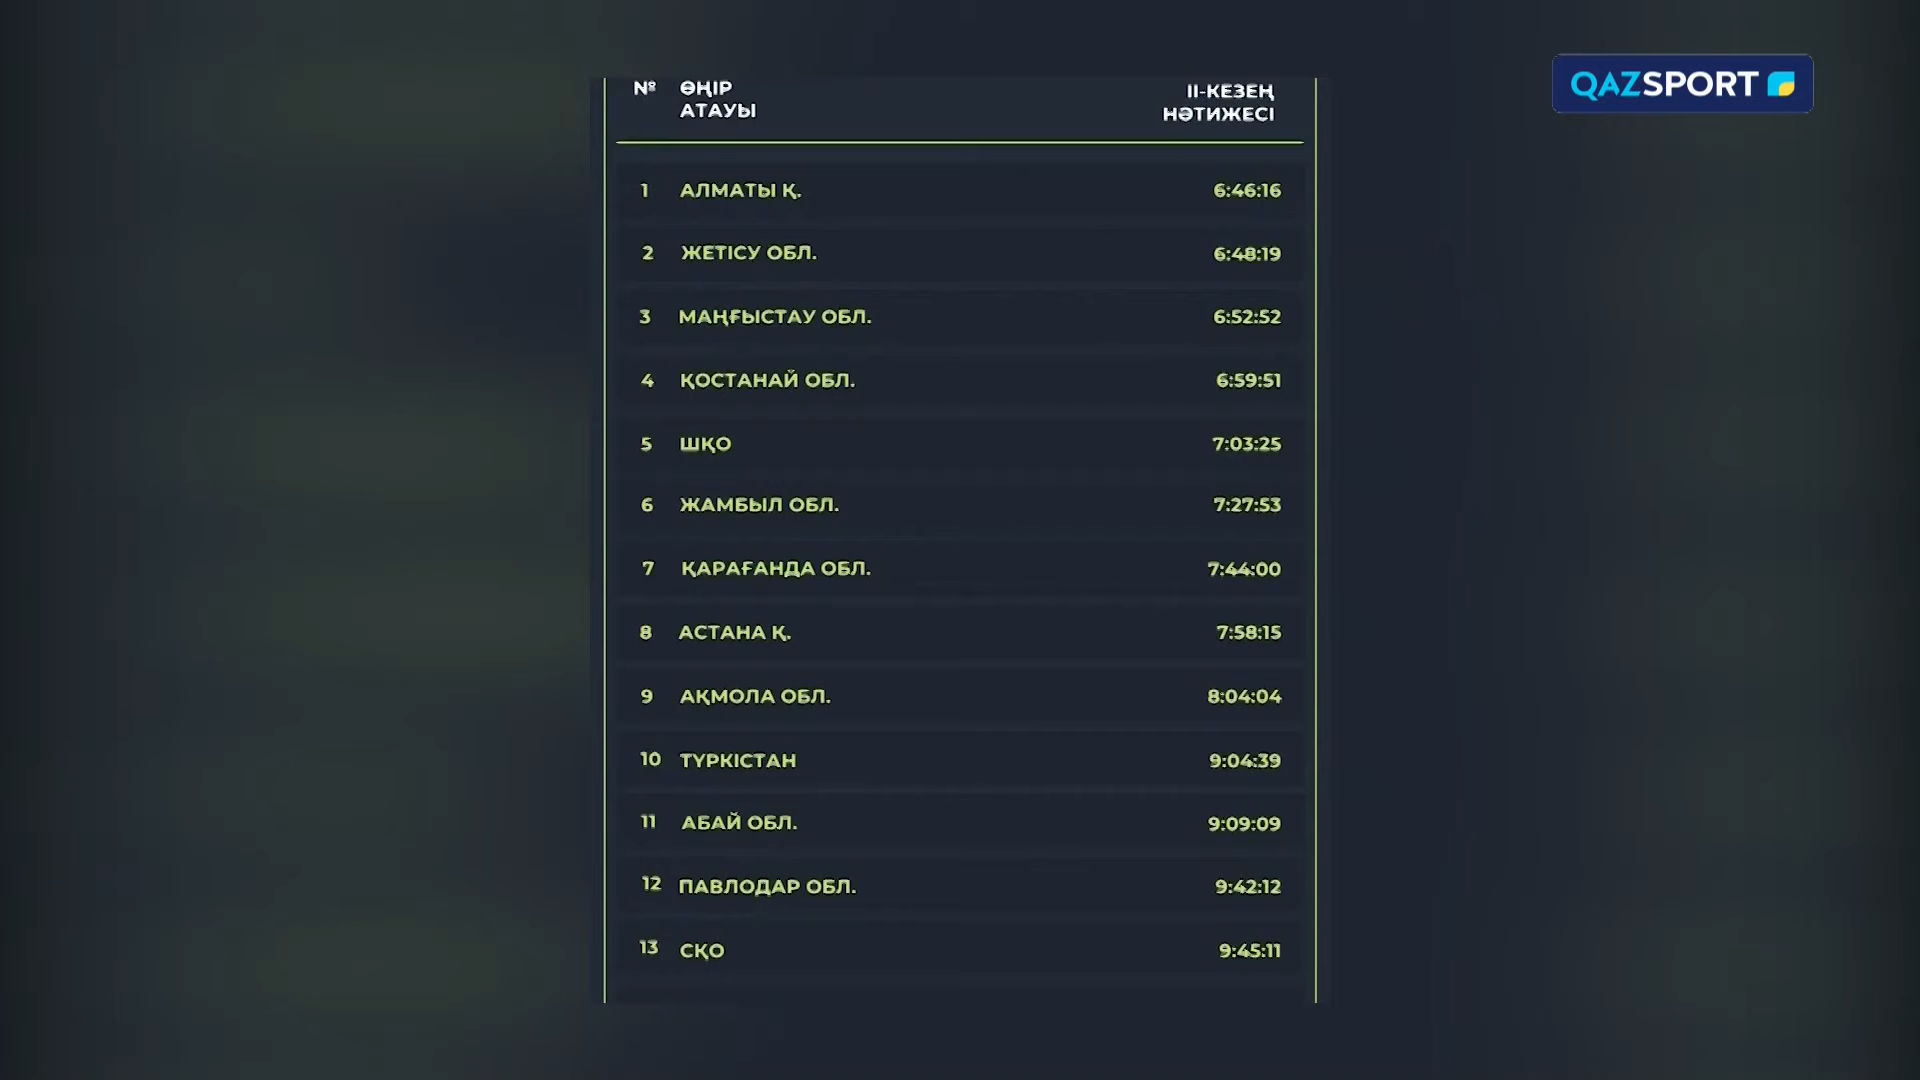 QAZSPORT
№ ӨҢІР АТАУЫ II-КЕЗЕҢ НӘТИЖЕСІ
1 АЛМАТЫ Қ. 6:46:16
2 ЖЕТІСУ ОБЛ. 6:48:19
3 МАҢҒЫСТАУ ОБЛ. 6:52:52
4 ҚОСТАНАЙ ОБЛ. 6:59:51
5 ШҚО 7:03:25
6 ЖАМБЫЛ ОБЛ. 7:27:53
7 ҚАРАҒАНДА ОБЛ. 7:44:00
8 АСТАНА Қ. 7:58:15
9 АҚМОЛА ОБЛ. 8:04:04
10 ТҮРКІСТАН 9:04:39
11 АБАЙ ОБЛ. 9:09:09
12 ПАВЛОДАР ОБЛ. 9:42:12
13 СҚО 9:45:11